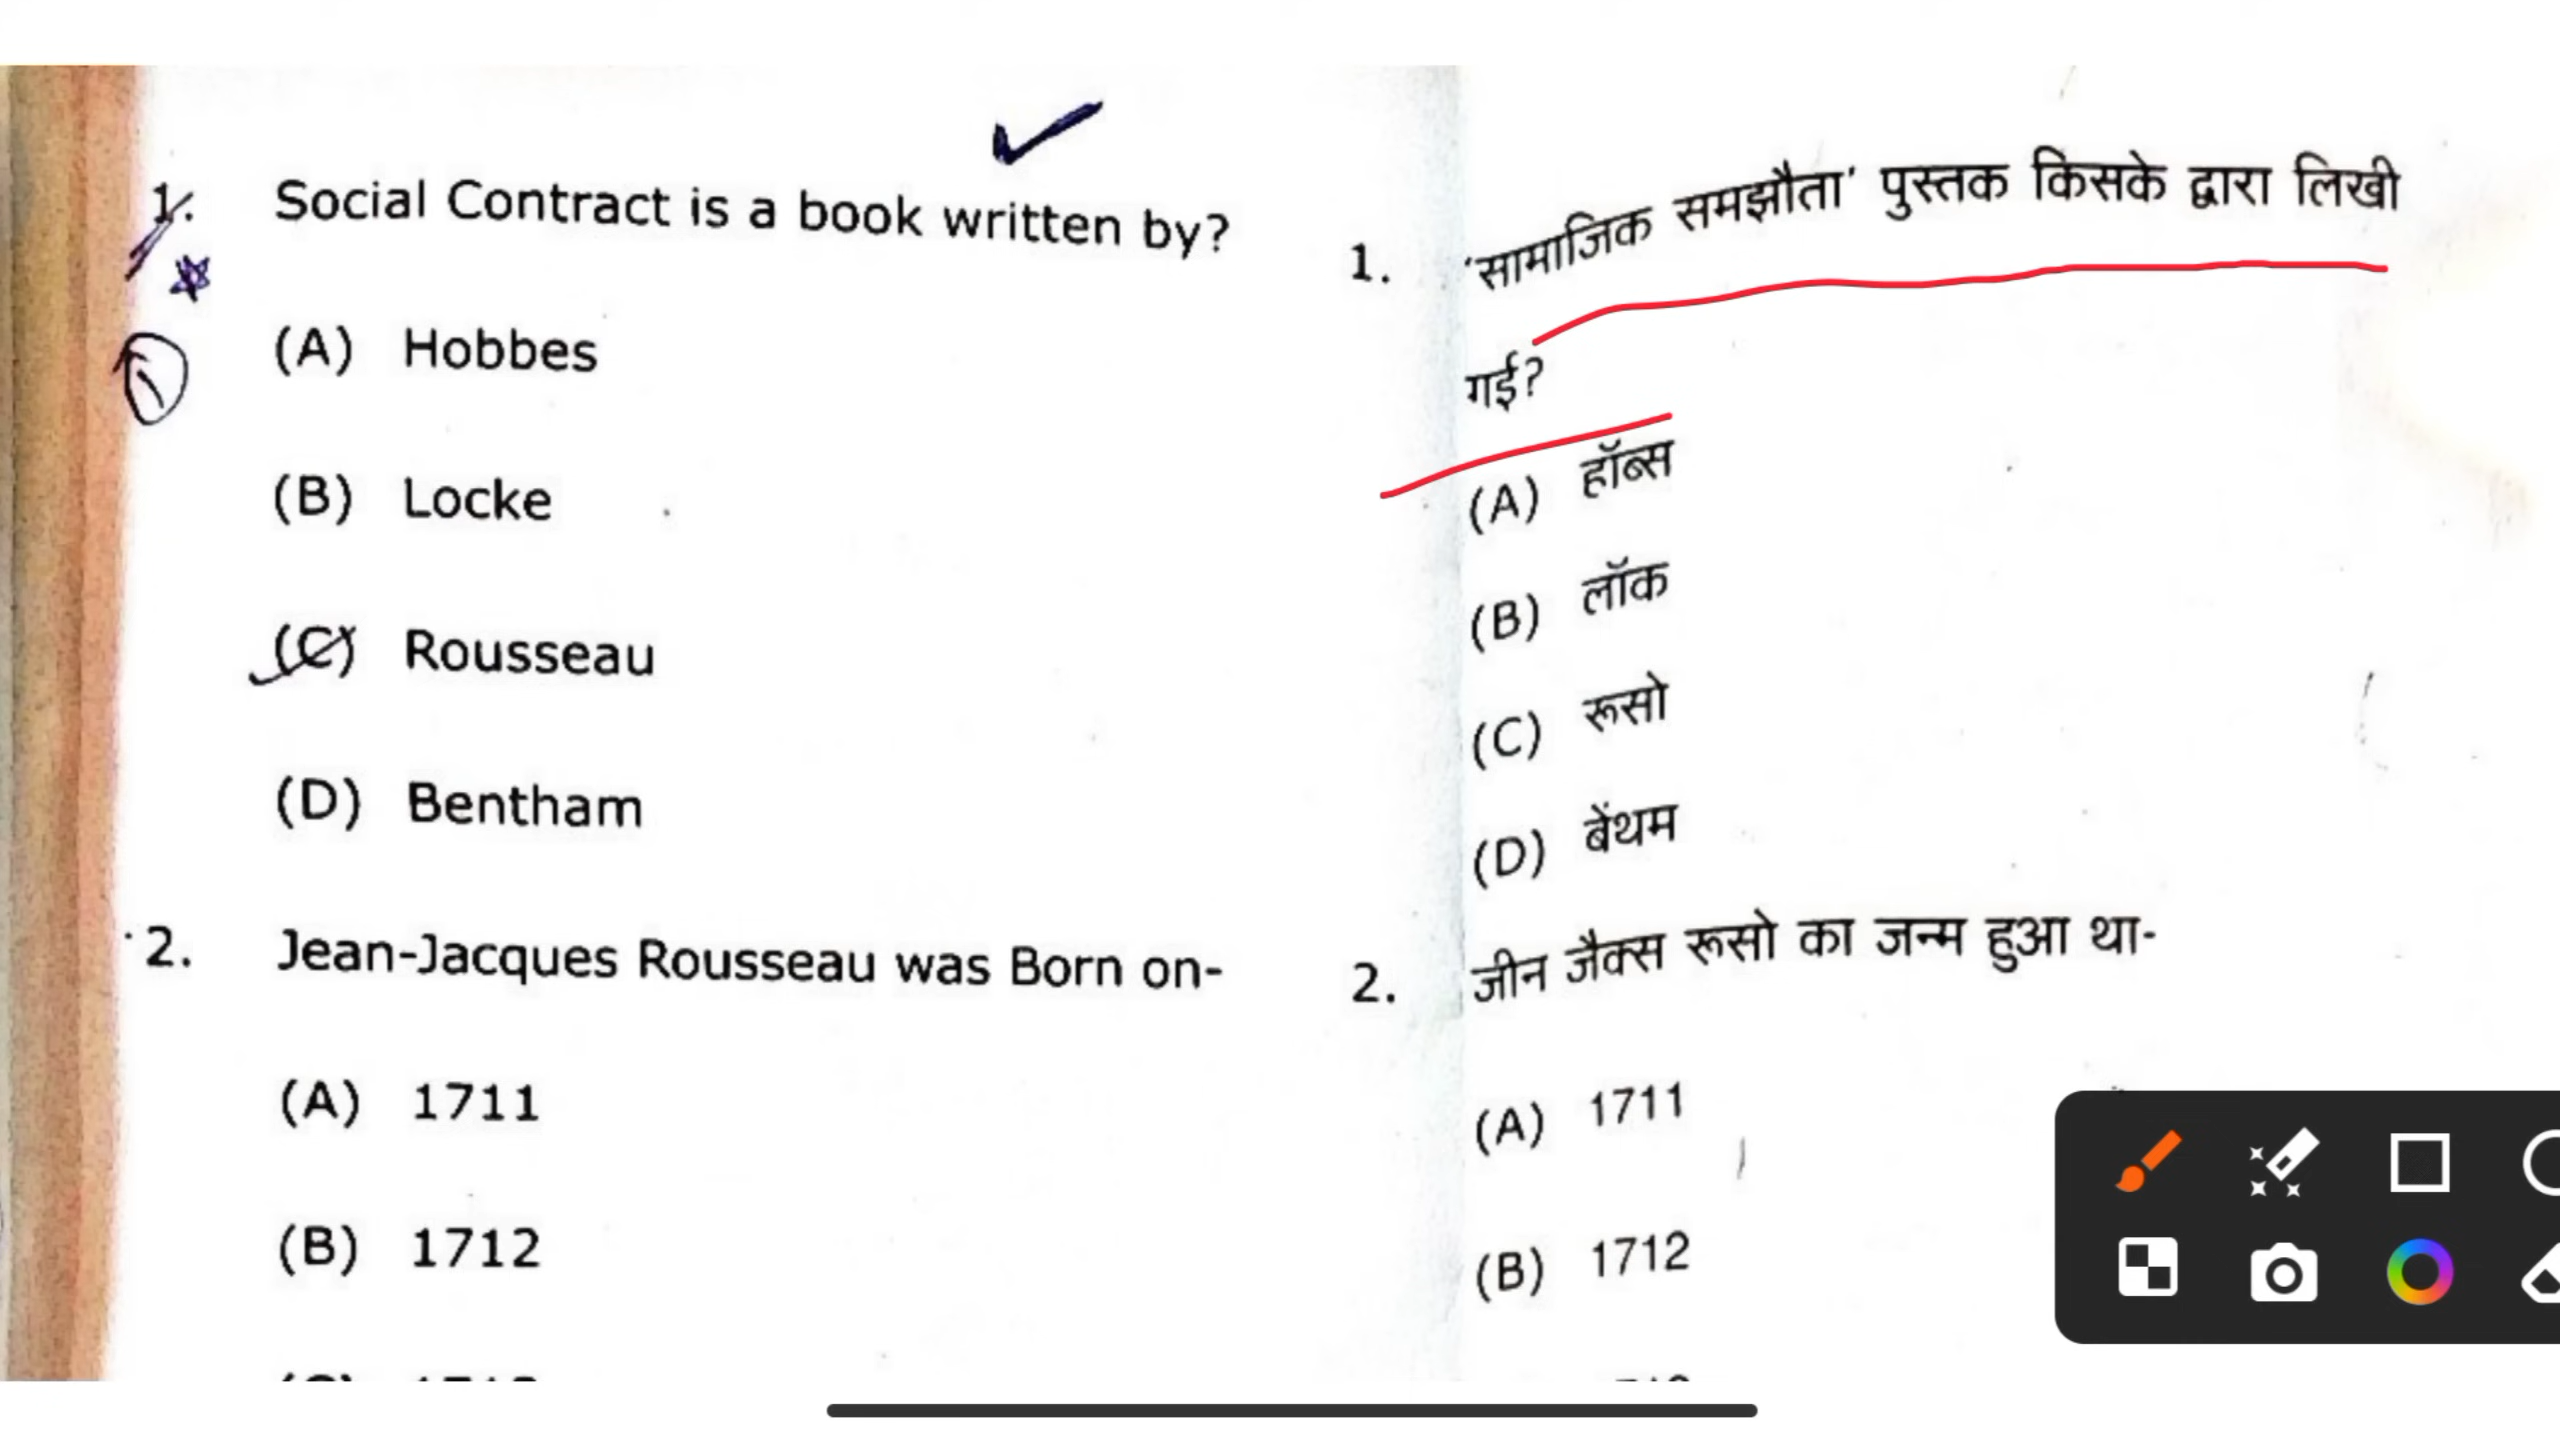 1. Social Contract is a book written by?
(A) Hobbes
(B) Locke
(C) Rousseau
(D) Bentham
2. Jean-Jacques Rousseau was Born on-
(A) 1711
(B) 1712
1. 'सामाजिक समझौता' पुस्तक किसके द्वारा लिखी
गई?
(A) हॉब्स
(B) लॉक
(C) रूसो
(D) बेंथम
2. जीन जैक्स रूसो का जन्म हुआ था-
(A) 1711
(B) 1712